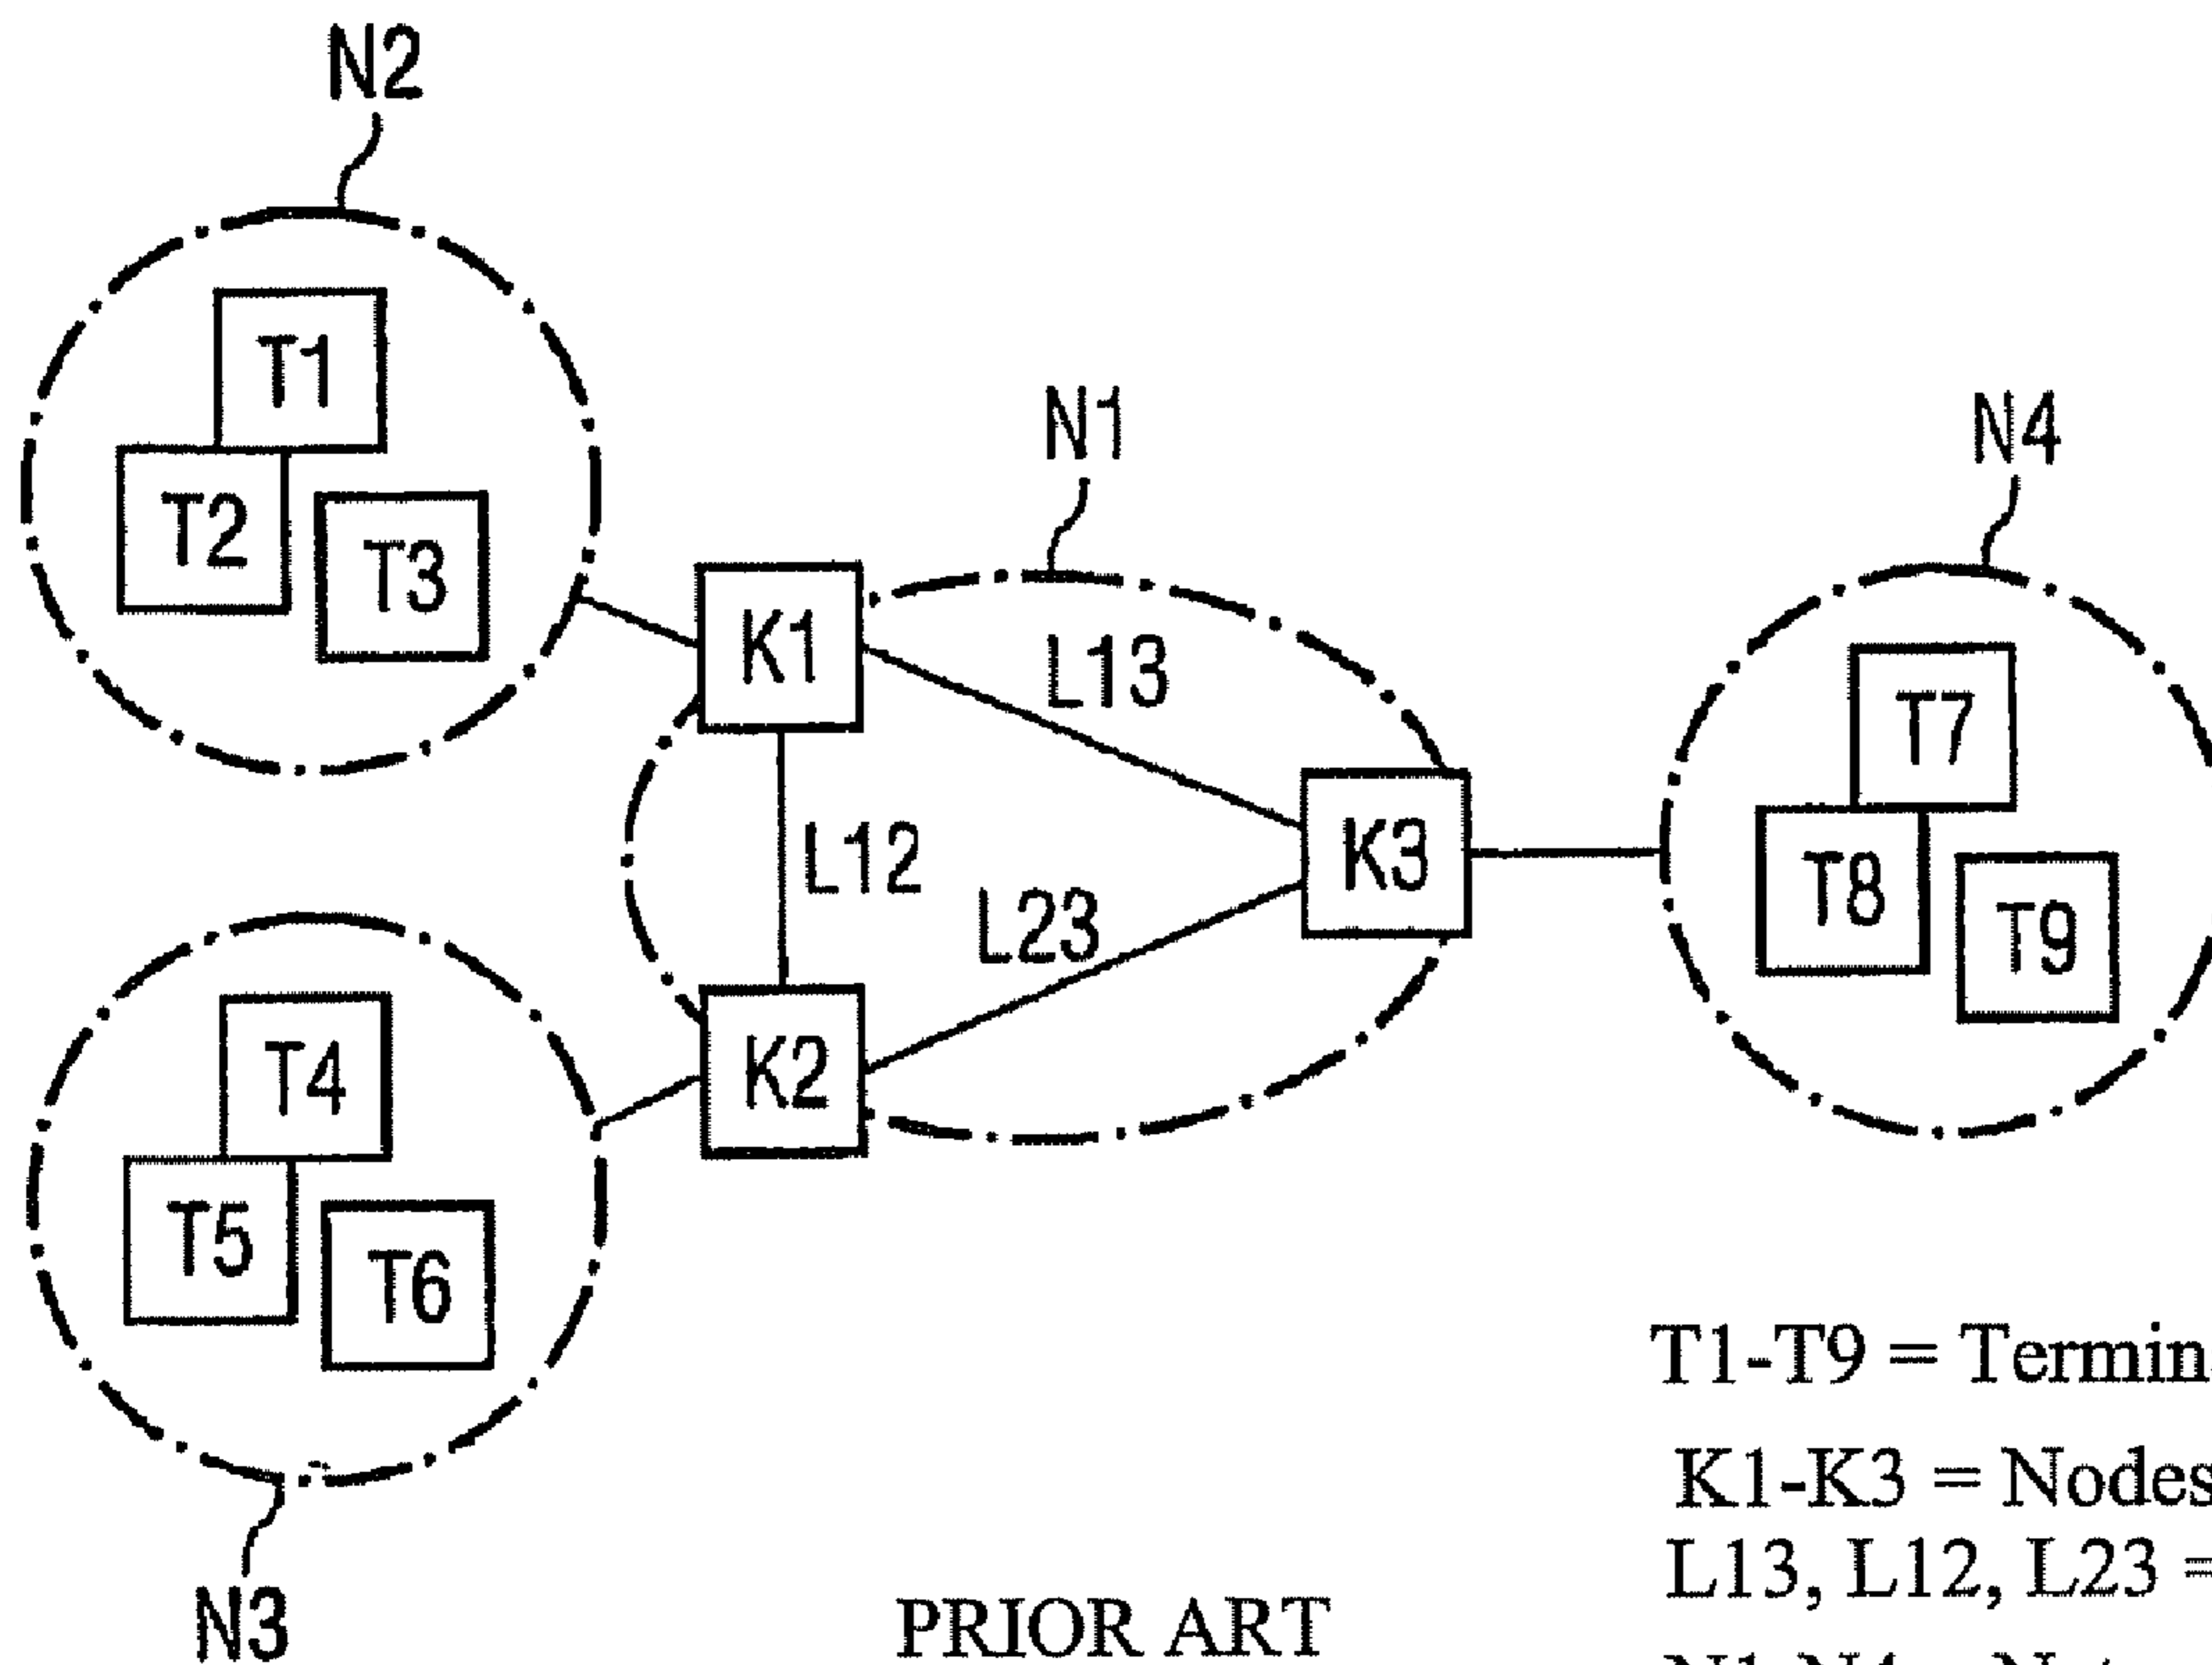 N2
T1
T2
T3
N1
N4
K1
L13
T7
L12
K3
T8
L23
T9
K2
T4
T5
T6
T1-T9 = Termin
K1-K3 = Nodes
L13, L12, L23 =
N3
PRIOR ART